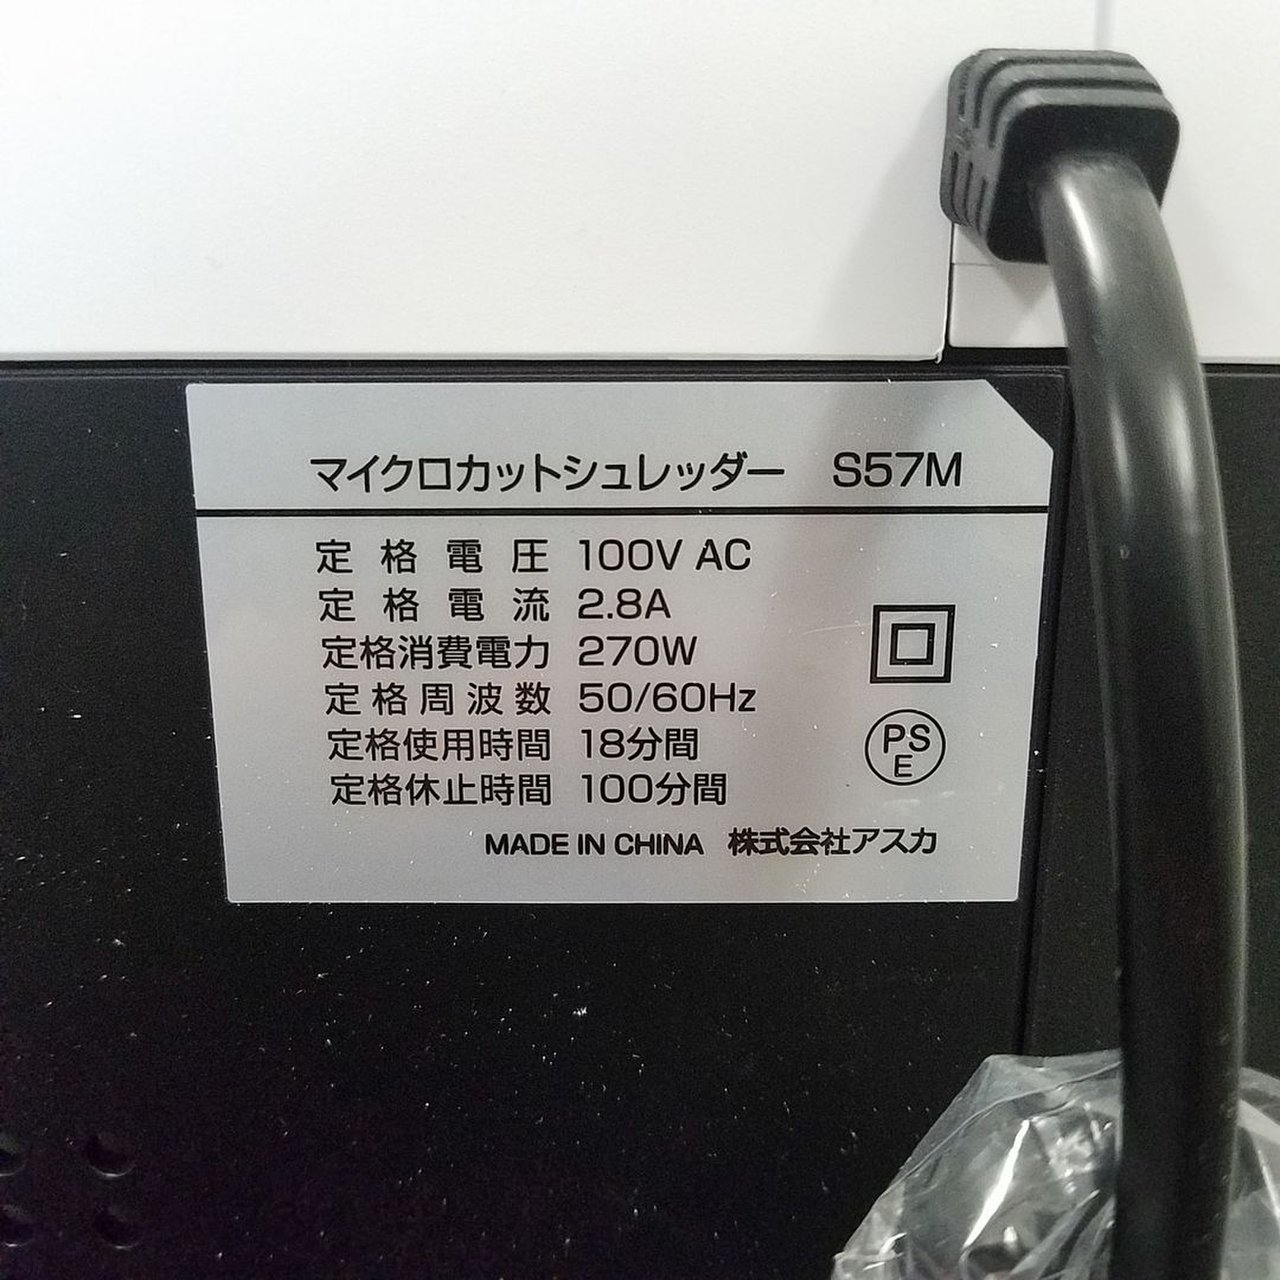 マイクロカットシュレッダー S57M
定格電圧 100V AC
定格電流 2.8A
定格消費電力 270W
定格周波数 50/60Hz
定格使用時間 18分間
定格休止時間 100分間
PS
E
MADE IN CHINA 株式会社アスカ